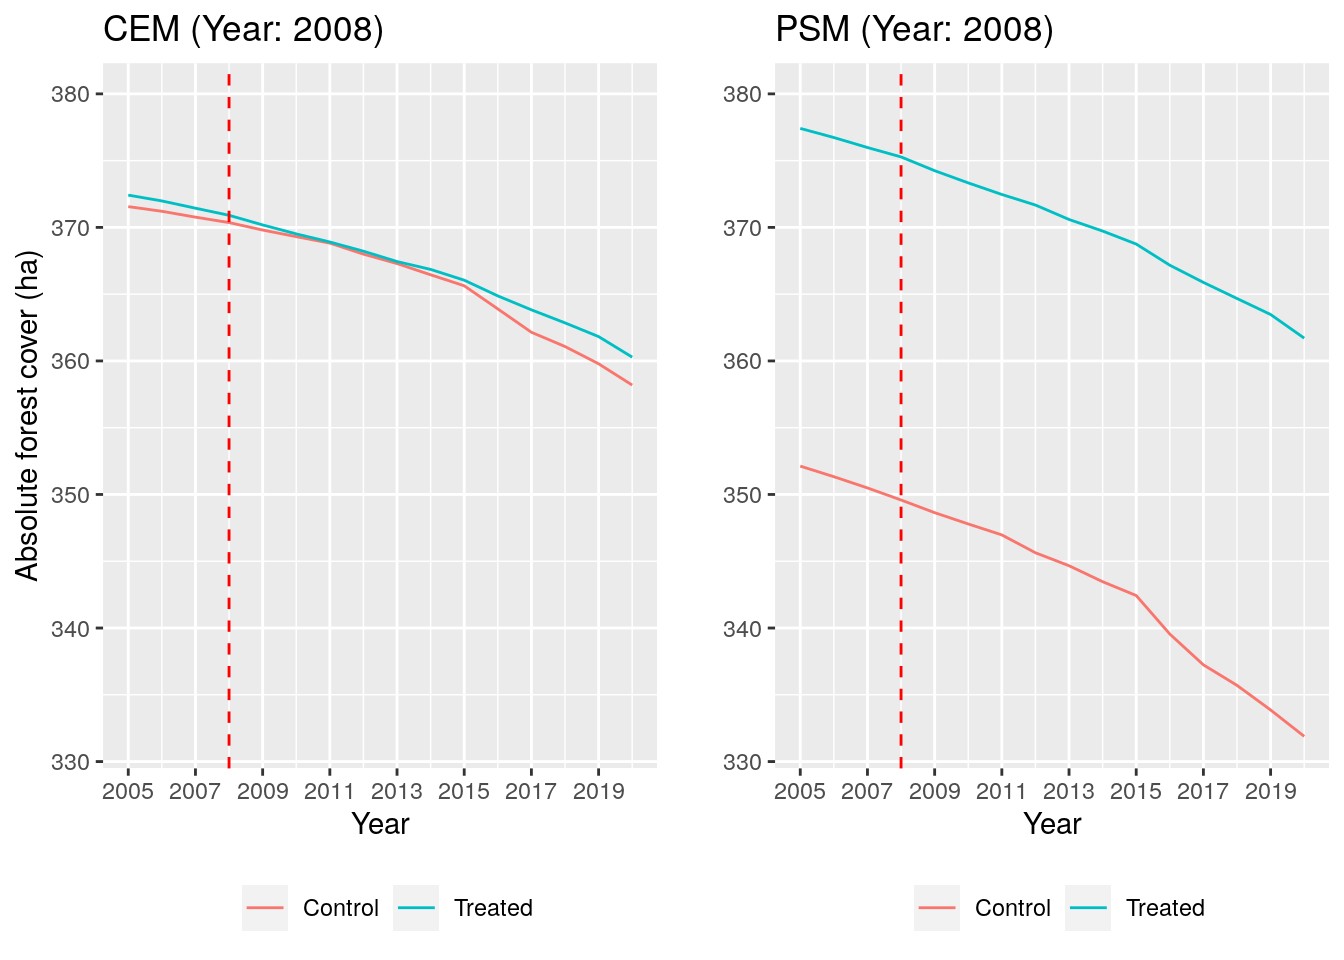 CEM (Year: 2008)
Absolute forest cover (ha)
380
370
360
350
340
330
2005 2007 2009 2011 2013 2015 2017 2019
Year
Control Treated
PSM (Year: 2008)
380
370
360
350
340
330
2005 2007 2009 2011 2013 2015 2017 2019
Year
Control Treated